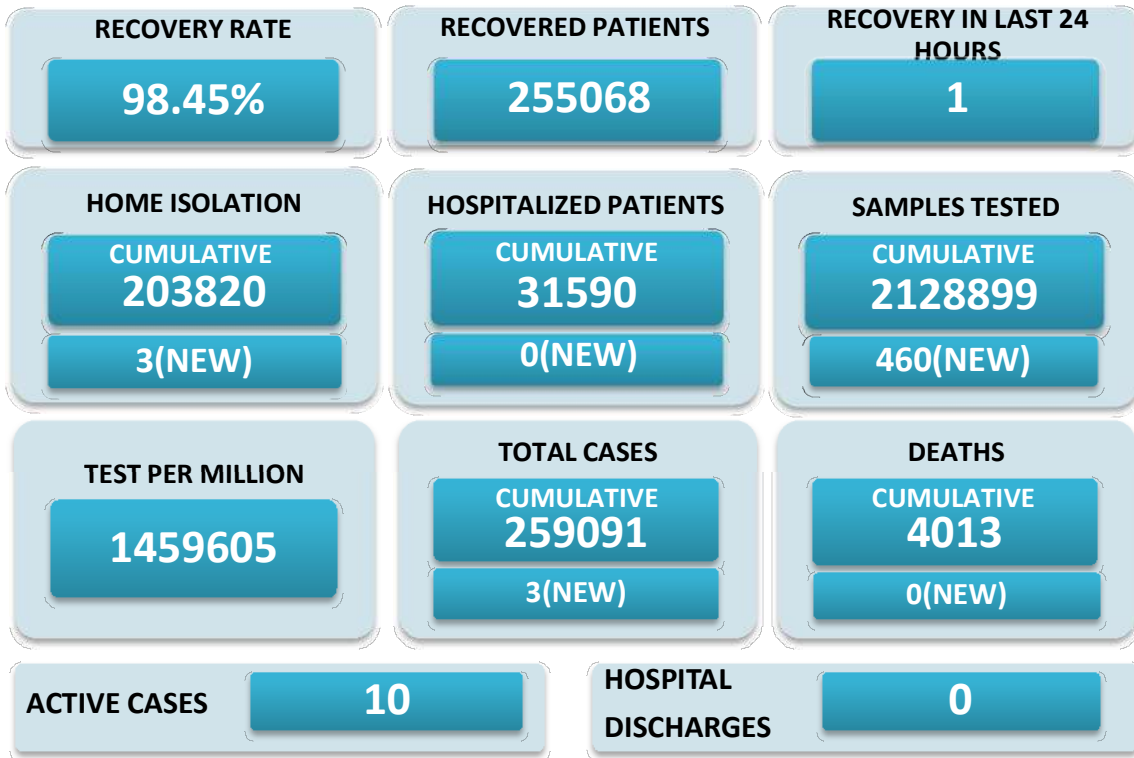 RECOVERY RATE
98.45%
RECOVERED PATIENTS
255068
RECOVERY IN LAST 24
HOURS
1
HOME ISOLATION
CUMULATIVE
203820
3(NEW)
HOSPITALIZED PATIENTS
CUMULATIVE
31590
0(NEW)
SAMPLES TESTED
CUMULATIVE
2128899
460(NEW)
TEST PER MILLION
1459605
TOTAL CASES
CUMULATIVE
259091
3(NEW)
DEATHS
CUMULATIVE
4013
0(NEW)
ACTIVE CASES
10
HOSPITAL
DISCHARGES
0